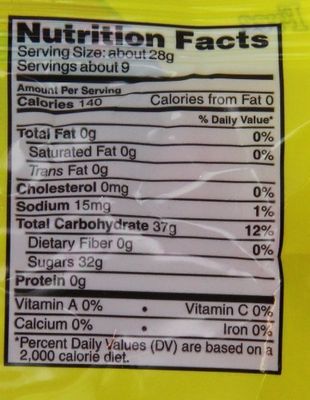 Nutrition Facts
Serving Size: about 28g
Servings about 9
Amount Per Serving
Calories 140 Calories from Fat 0
% Daily Value*
Total Fat 0g 0%
Saturated Fat 0g 0%
Trans Fat 0g
Cholesterol 0mg 0%
Sodium 15mg 1%
Total Carbohydrate 37g 12%
Dietary Fiber 0g 0%
Sugars 32g
Protein 0g
Vitamin A 0% • Vitamin C 0%
Calcium 0% • Iron 0%
*Percent Daily Values (DV) are based on a
2,000 calorie diet.